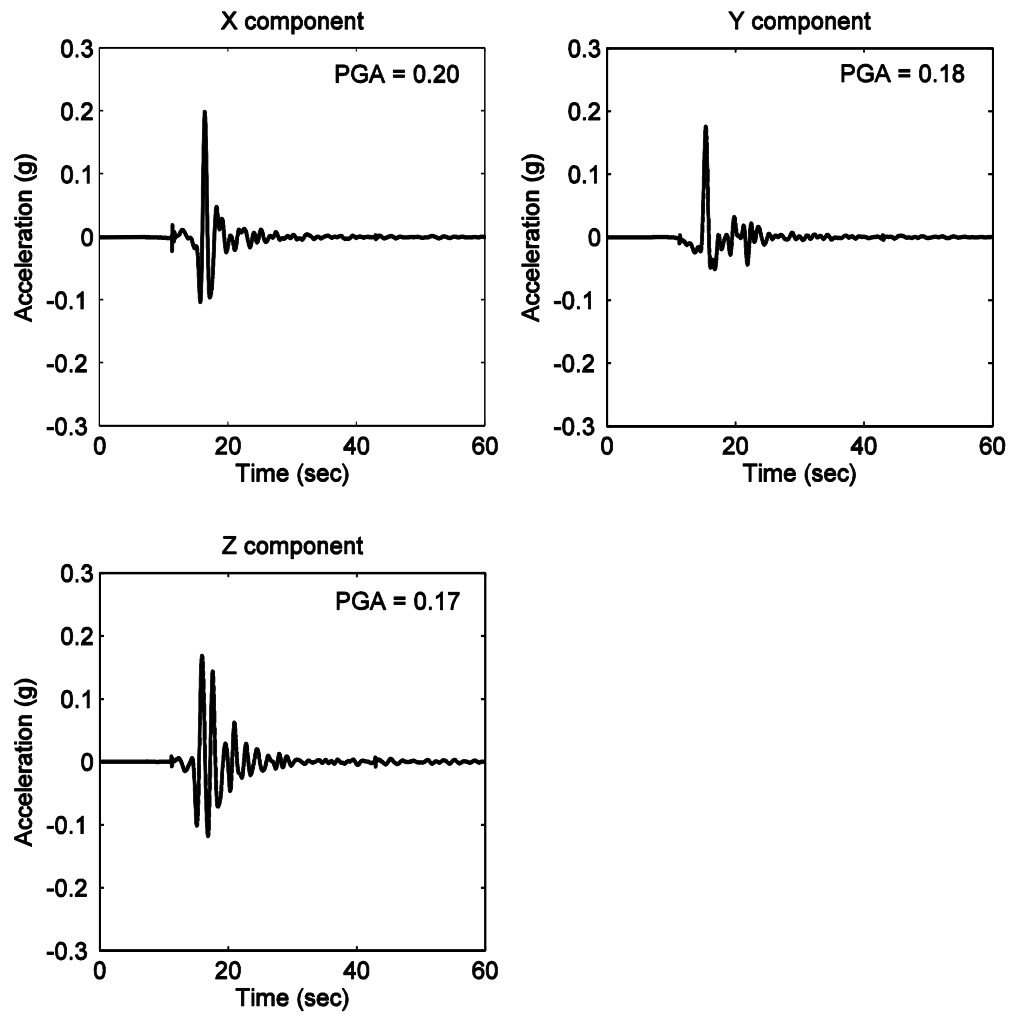 X component
PGA = 0.20
0.3
0.2
0.1
0
-0.1
-0.2
-0.3
Acceleration (g)
0 20 40 60
Time (sec)
Y component
PGA = 0.18
0.3
0.2
0.1
0
-0.1
-0.2
-0.3
Acceleration (g)
0 20 40 60
Time (sec)
Z component
PGA = 0.17
0.3
0.2
0.1
0
-0.1
-0.2
-0.3
Acceleration (g)
0 20 40 60
Time (sec)